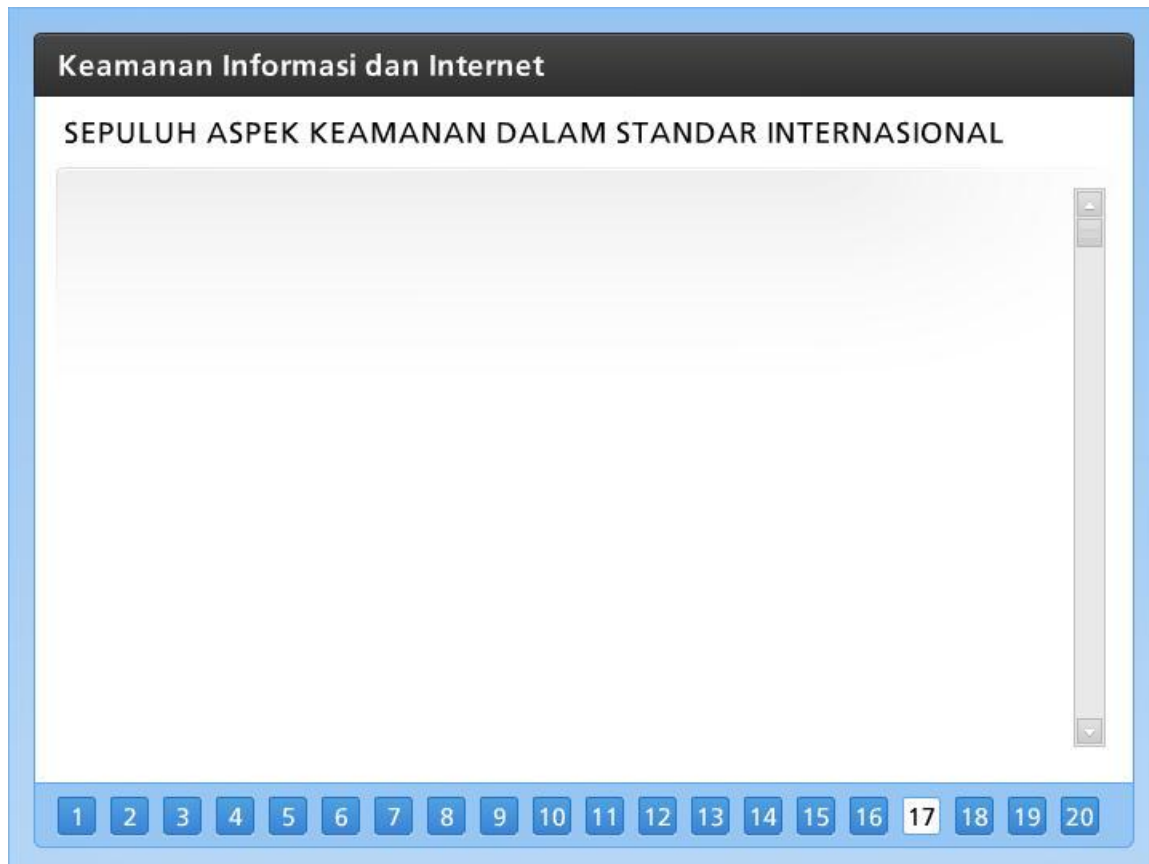 Keamanan Informasi dan Internet
SEPULUH ASPEK KEAMANAN DALAM STANDAR INTERNASIONAL
1 2 3 4 5 6 7 8 9 10 11 12 13 14 15 16 17 18 19 20